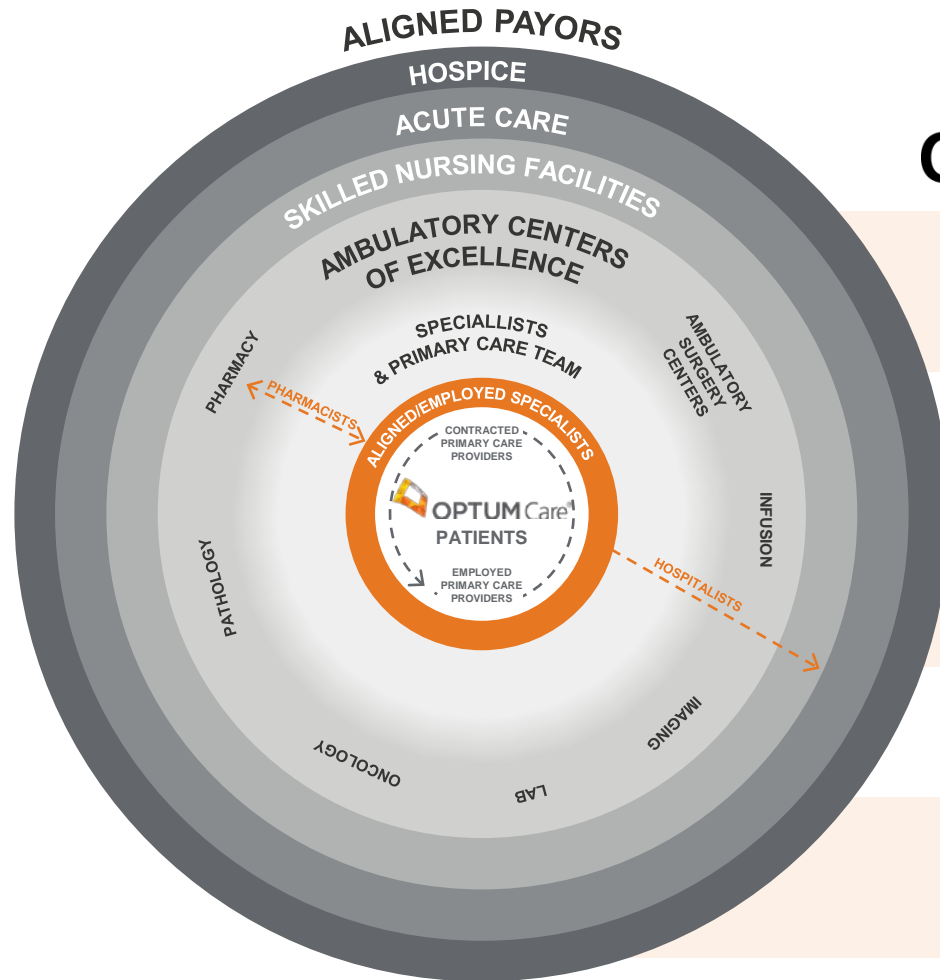 ALIGNED PAYORS
HOSPICE
ACUTE CARE
SKILLED NURSING FACILITIES
AMBULATORY CENTERS
OF EXCELLENCE
SPECIALLISTS
& PRIMARY CARE TEAM
ALIGNED/EMPLOYED SPECIALISTS
CONTRACTED
PRIMARY CARE
PROVIDERS
OPTUM Care®
PATIENTS
EMPLOYED
PRIMARY CARE
PROVIDERS
PHARMACY
PHARMACISTS
AMBULATORY
SURGERY
CENTERS
INFUSION
HOSPITALISTS
IMAGING
LAB
ONCOLOGY
PATHOLOGY